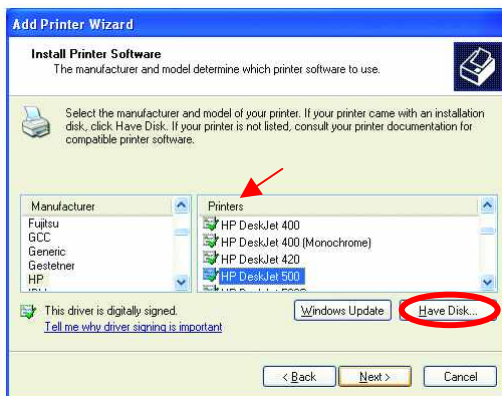 Add Printer Wizard
Install Printer Software
The manufacturer and model determine which printer software to use.
Select the manufacturer and model of your printer. If your printer came with an installation
disk, click Have Disk. If your printer is not listed, consult your printer documentation for
compatible printer software.
Manufacturer
Fujitsu
GCC
Generic
Gestetner
HP
Printers
HP DeskJet 400
HP DeskJet 400 (Monochrome)
HP DeskJet 420
HP DeskJet 500
This driver is digitally signed.
Tell me why driver signing is important
Windows Update
Have Disk...
< Back
Next >
Cancel